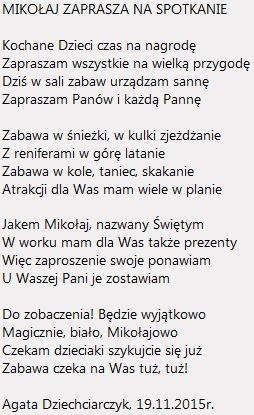 MIKOŁAJ ZAPRASZA NA SPOTKANIE
Kochane Dzieci czas na nagrodę
Zapraszam wszystkie na wielką przygodę
Dziś w sali zabaw urządzam sannę
Zapraszam Panów i każdą Pannę
Zabawa w śnieżki, w kulki zjeżdżanie
Z reniferami w górę latanie
Zabawa w kole, taniec, skakanie
Atrakcji dla Was mam wiele w planie
Jakem Mikołaj, nazwany Świętym
W worku mam dla Was także prezenty
Więc zaproszenie swoje ponawiam
U Waszej Pani je zostawiam
Do zobaczenia! Będzie wyjątkowo
Magicznie, biało, Mikołajowo
Czekam dzieciaki szykujcie się już
Zabawa czeka na Was tuż, tuż!
Agata Dziechciarczyk, 19.11.2015r.